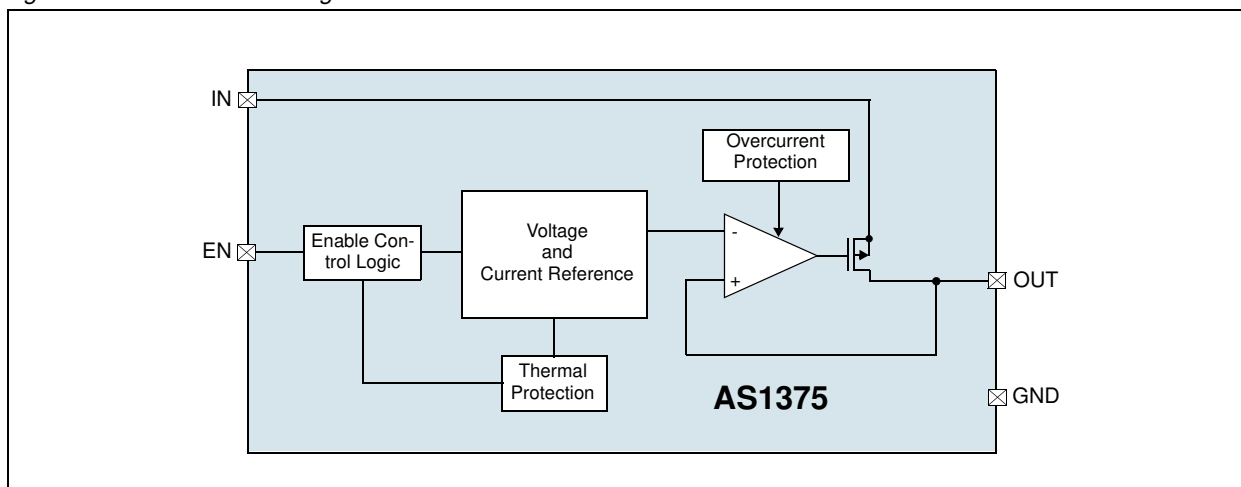 IN
Overcurrent
Protection
EN
Enable Con-
trol Logic
Voltage
and
Current Reference
-
+
OUT
Thermal
Protection
AS1375
GND